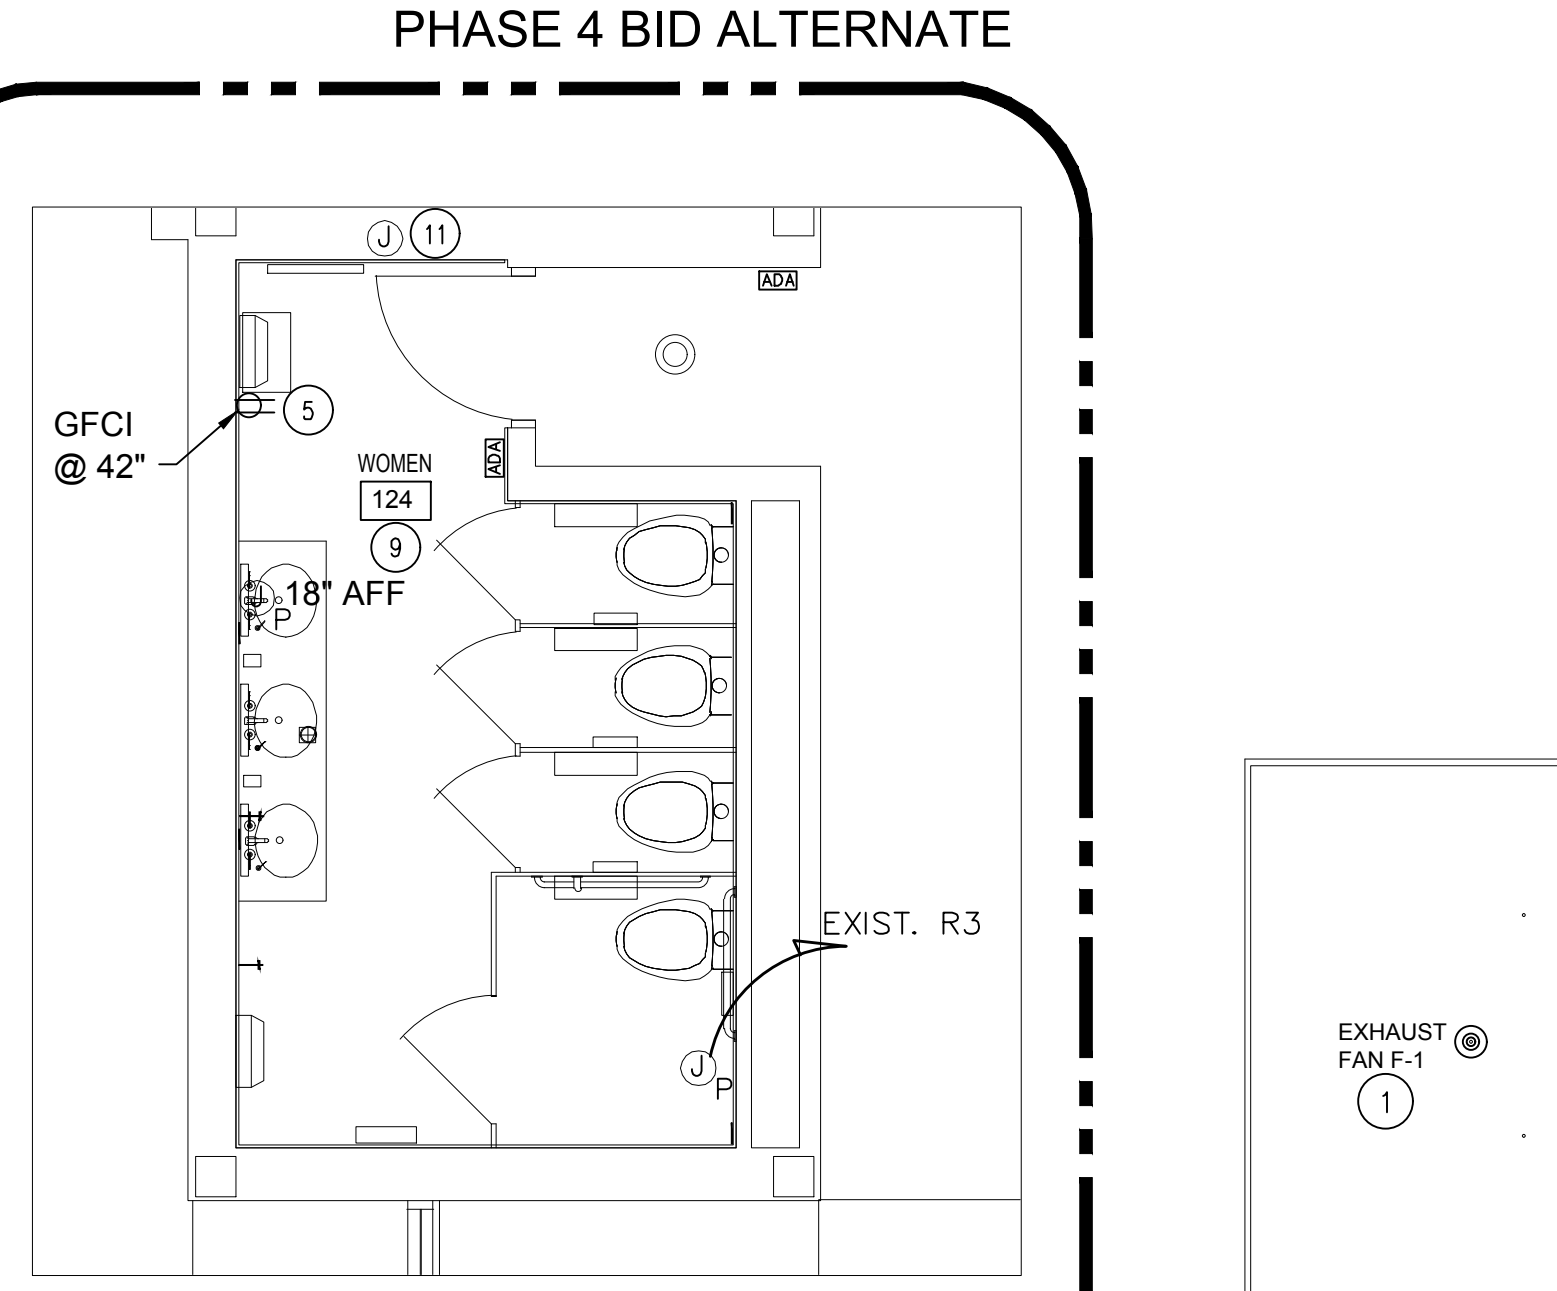 PHASE 4 BID ALTERNATE
J 11
ADA
5
GFCI
@ 42"
WOMEN
ADA
124
9
J 18" AFF
P
EXIST. R3
J
P
EXHAUST
FAN F-1
1